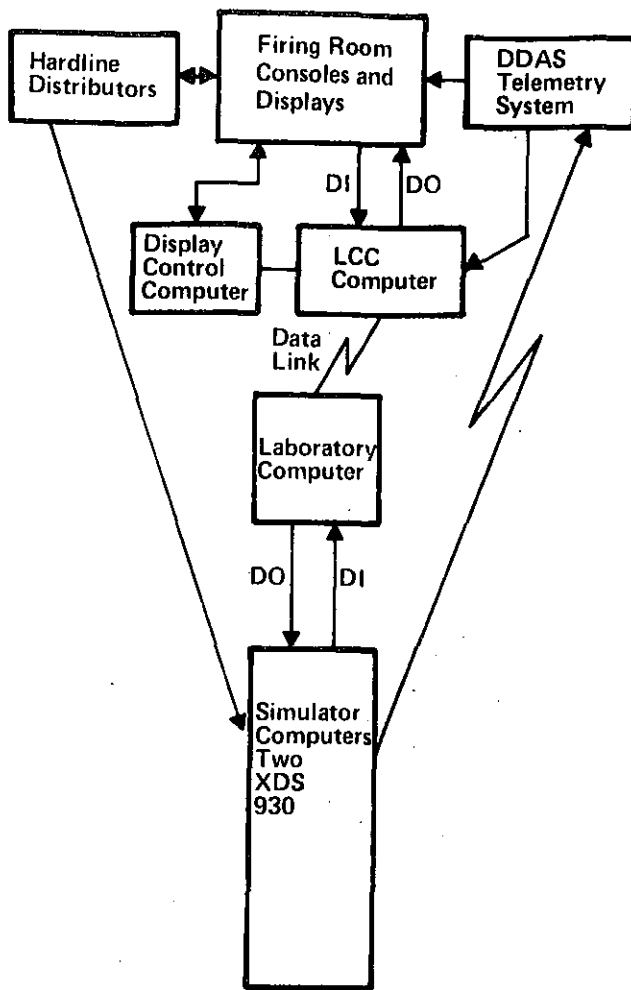 Hardline
Distributors
Firing Room
Consoles and
Displays
DDAS
Telemetry
System
DI
DO
Display
Control
Computer
LCC
Computer
Data
Link
Laboratory
Computer
DO
DI
Simulator
Computers
Two
XDS
930